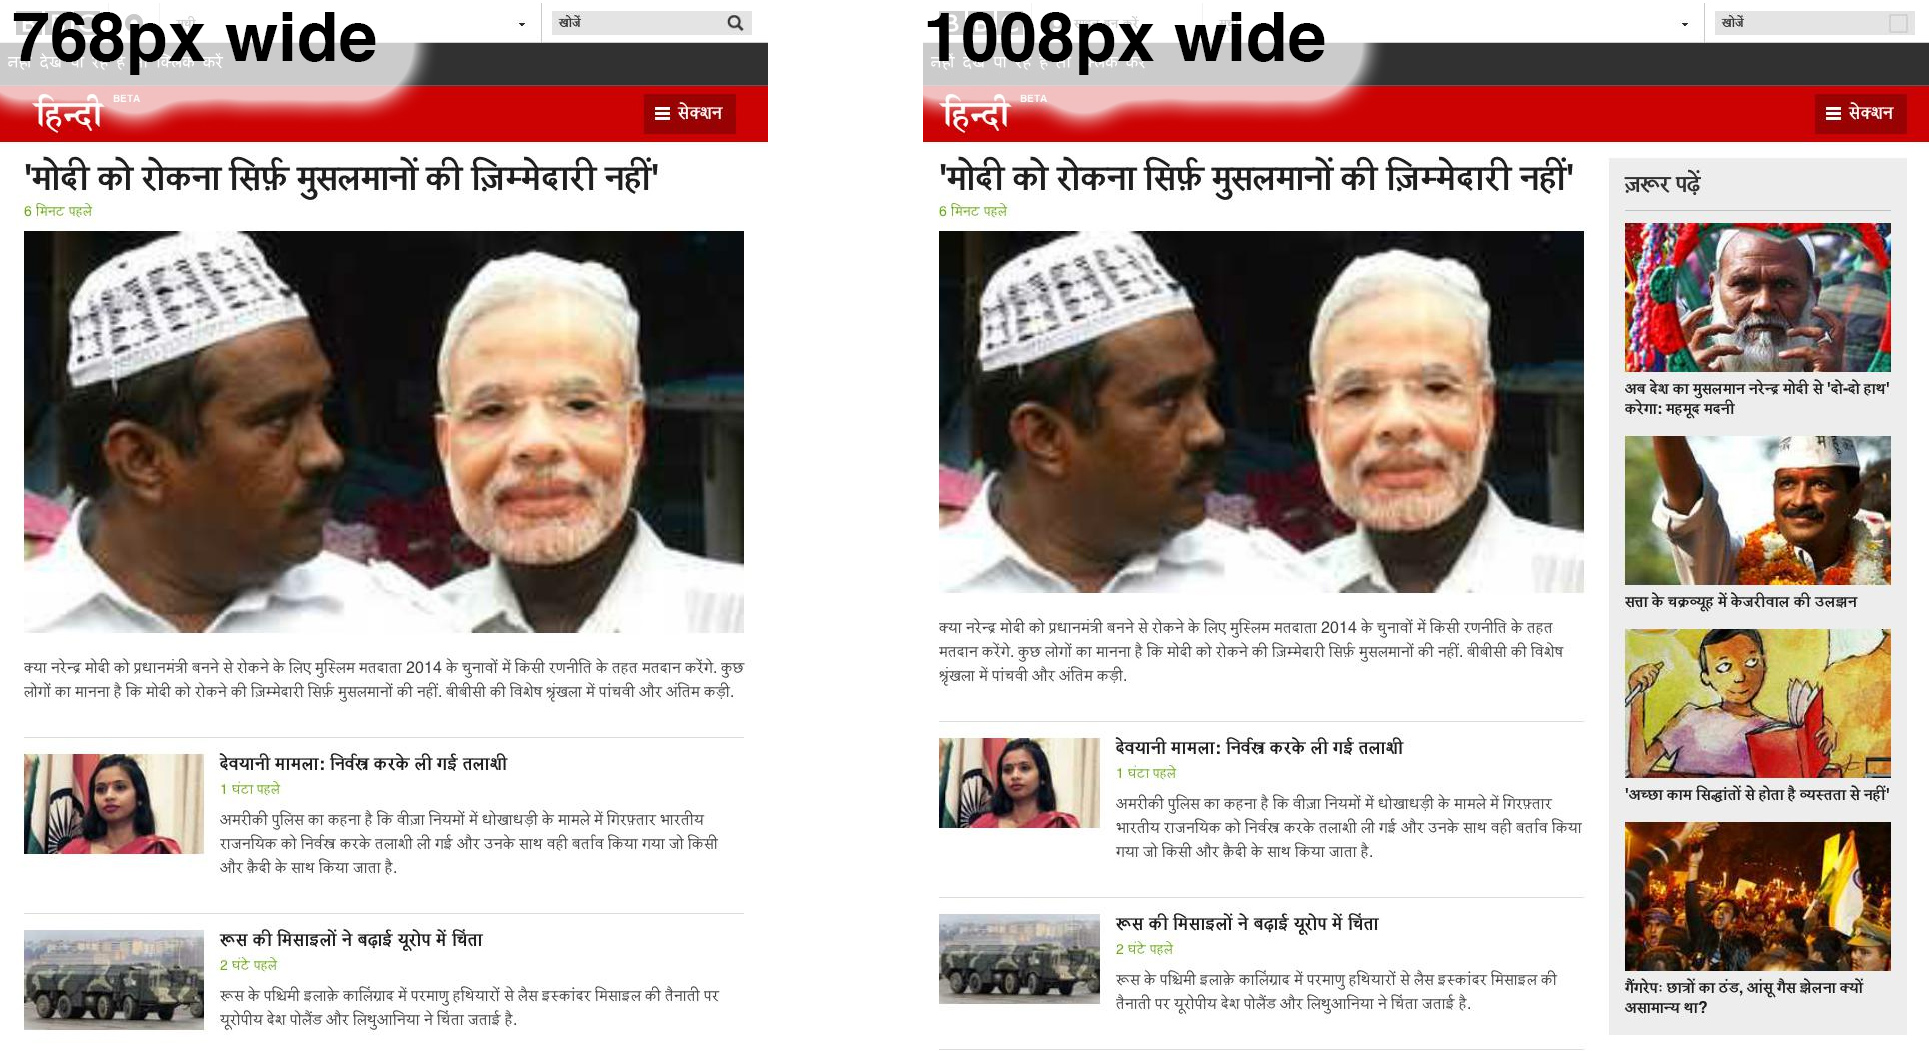 768px wide
खोजें
नहीं देख पा रहे हैं तो क्लिक करें
हिन्दी
BETA
सेक्शन
'मोदी को रोकना सिर्फ़ मुसलमानों की ज़िम्मेदारी नहीं'
6 मिनट पहले
क्या नरेन्द्र मोदी को प्रधानमंत्री बनने से रोकने के लिए मुस्लिम मतदाता 2014 के चुनावों में किसी रणनीति के तहत मतदान करेंगे. कुछ
लोगों का मानना है कि मोदी को रोकने की ज़िम्मेदारी सिर्फ़ मुसलमानों की नहीं. बीबीसी की विशेष श्रृंखला में पांचवी और अंतिम कड़ी.
देवयानी मामला: निर्वस्त्र करके ली गई तलाशी
1 घंटा पहले
अमरीकी पुलिस का कहना है कि वीज़ा नियमों में धोखाधड़ी के मामले में गिरफ़्तार भारतीय
राजनयिक को निर्वस्त्र करके तलाशी ली गई और उनके साथ वही बर्ताव किया गया जो किसी
और क़ैदी के साथ किया जाता है.
रूस की मिसाइलों ने बढ़ाई यूरोप में चिंता
2 घंटे पहले
रूस के पश्चिमी इलाक़े कालिंग्राद में परमाणु हथियारों से लैस इस्कांदर मिसाइल की तैनाती पर
यूरोपीय देश पोलैंड और लिथुआनिया ने चिंता जताई है.
1008px wide
खोजें
नहीं देख पा रहे हैं तो क्लिक करें
हिन्दी
BETA
सेक्शन
'मोदी को रोकना सिर्फ़ मुसलमानों की ज़िम्मेदारी नहीं'
6 मिनट पहले
क्या नरेन्द्र मोदी को प्रधानमंत्री बनने से रोकने के लिए मुस्लिम मतदाता 2014 के चुनावों में किसी रणनीति के तहत
मतदान करेंगे. कुछ लोगों का मानना है कि मोदी को रोकने की ज़िम्मेदारी सिर्फ़ मुसलमानों की नहीं. बीबीसी की विशेष
श्रृंखला में पांचवी और अंतिम कड़ी.
देवयानी मामला: निर्वस्त्र करके ली गई तलाशी
1 घंटा पहले
अमरीकी पुलिस का कहना है कि वीज़ा नियमों में धोखाधड़ी के मामले में गिरफ़्तार
भारतीय राजनयिक को निर्वस्त्र करके तलाशी ली गई और उनके साथ वही बर्ताव किया
गया जो किसी और क़ैदी के साथ किया जाता है.
रूस की मिसाइलों ने बढ़ाई यूरोप में चिंता
2 घंटे पहले
रूस के पश्चिमी इलाक़े कालिंग्राद में परमाणु हथियारों से लैस इस्कांदर मिसाइल की
तैनाती पर यूरोपीय देश पोलैंड और लिथुआनिया ने चिंता जताई है.
ज़रूर पढ़ें
अब देश का मुसलमान नरेन्द्र मोदी से 'दो-दो हाथ'
करेगा: महमूद मदनी
सत्ता के चक्रव्यूह में केजरीवाल की उलझन
'अच्छा काम सिद्धांतों से होता है व्यस्तता से नहीं'
गैंगरेपः छात्रों का ठंड, आंसू गैस झेलना क्यों
असामान्य था?